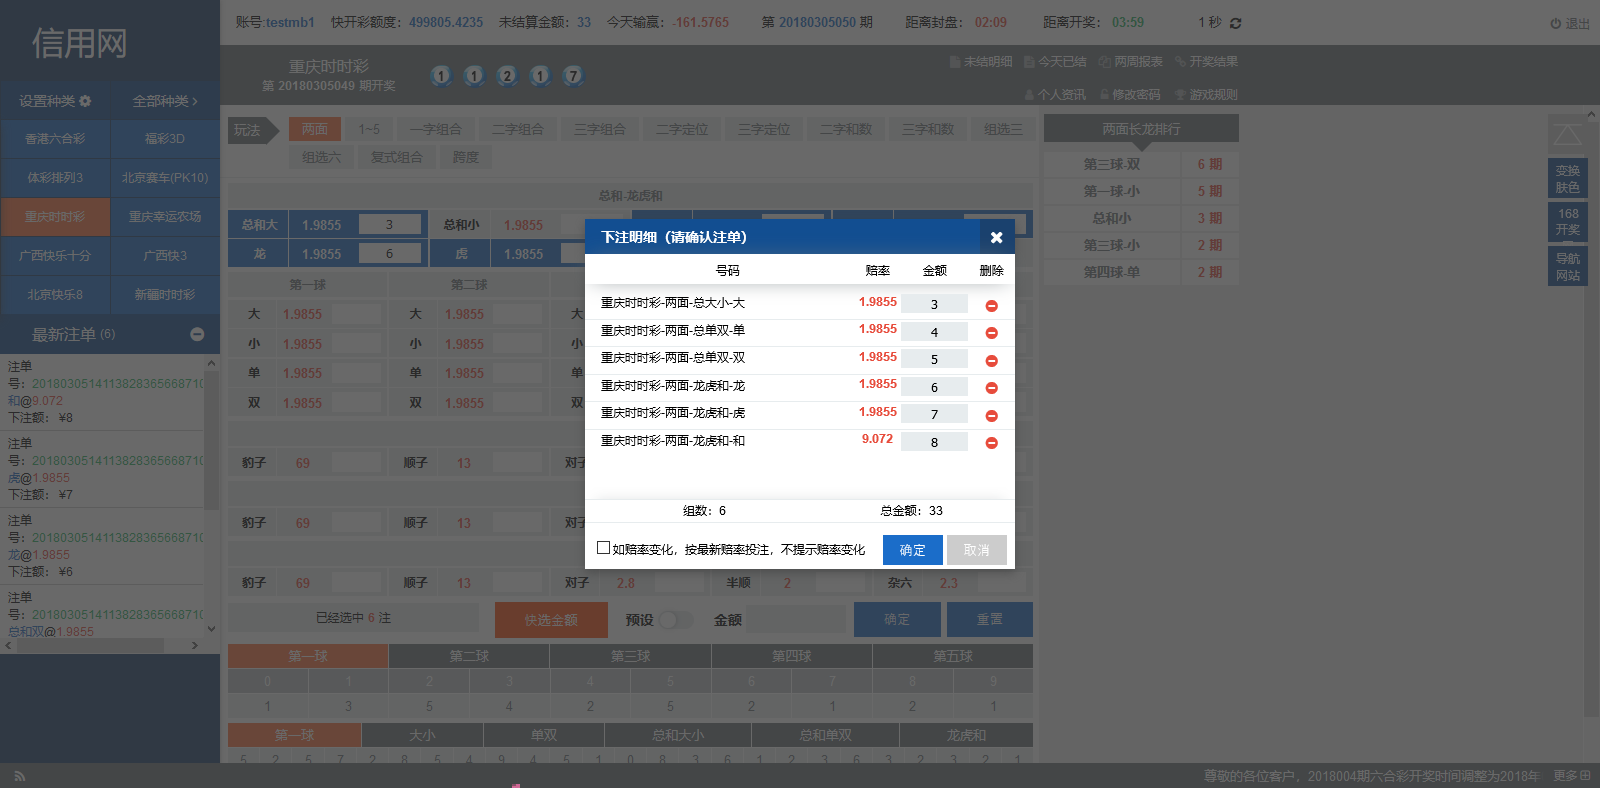 信用网
账号:testmb1 快开彩额度: 499805.4235 未结算金额: 33 今天输赢: -161.5765 第 20180305050 期 距离封盘: 02:09 距离开奖: 03:59 1 秒 退出
重庆时时彩
第 20180305049 期开奖
1 1 2 1 7
未结明细 今天已结 两周报表 开奖结果
个人资讯 修改密码 游戏规则
设置种类 全部种类
香港六合彩 福彩3D
体彩排列3 北京赛车(PK10)
重庆时时彩 重庆幸运农场
广西快乐十分 广西快3
北京快乐8 新疆时时彩
最新注单 (6)
注单
号: 2018030514113828365668710
和@9.072
下注额: ¥8
注单
号: 2018030514113828365668710
虎@1.9855
下注额: ¥7
注单
号: 2018030514113828365668710
龙@1.9855
下注额: ¥6
注单
号: 2018030514113828365668710
总和双@1.9855
玩法 两面 1~5 一字组合 二字组合 三字组合 二字定位 三字定位 二字和数 三字和数 组选三
组选六 复式组合 跨度
总和-龙虎和
总和大 1.9855 3 总和小 1.9855
龙 1.9855 6 虎 1.9855
第一球 第二球
大 1.9855 大 1.9855 大
小 1.9855 小 1.9855 小
单 1.9855 单 1.9855 单
双 1.9855 双 1.9855 双
豹子 69 顺子 13 对子
豹子 69 顺子 13 对子
豹子 69 顺子 13 对子 2.8 半顺 2 杂六 2.3
已经选中 6 注 快选金额 预设 金额 确定 重置
第一球 第二球 第三球 第四球 第五球
0 1 2 3 4 5 6 7 8 9
1 3 5 4 2 5 2 1 2 1
第一球 大小 单双 总和大小 总和单双 龙虎和
5 2 5 7 2 8 5 4 9 4 5 1 0 8 3 6 1 2 3 6 3 2 3 2 1
下注明细（请确认注单）
号码 赔率 金额 删除
重庆时时彩-两面-总大小-大 1.9855 3
重庆时时彩-两面-总单双-单 1.9855 4
重庆时时彩-两面-总单双-双 1.9855 5
重庆时时彩-两面-龙虎和-龙 1.9855 6
重庆时时彩-两面-龙虎和-虎 1.9855 7
重庆时时彩-两面-龙虎和-和 9.072 8
组数: 6 总金额: 33
如赔率变化，按最新赔率投注，不提示赔率变化 确定 取消
两面长龙排行
第三球-双 6 期
第一球-小 5 期
总和小 3 期
第三球-小 2 期
第四球-单 2 期
变换
肤色
168
开奖
导航
网站
尊敬的各位客户，2018004期六合彩开奖时间调整为2018年 更多